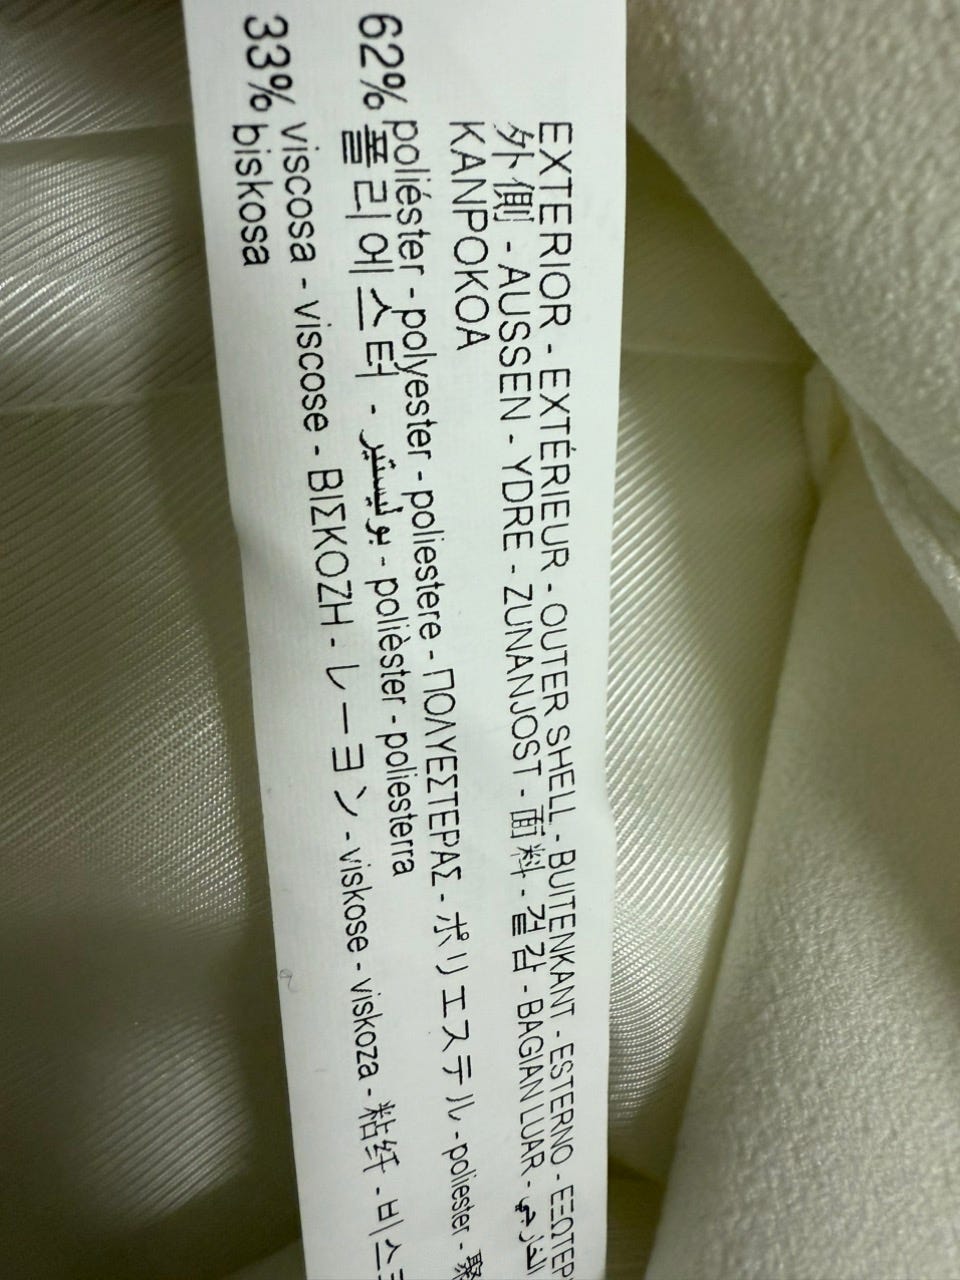 EXTERIOR - EXTÉRIEUR - OUTER SHELL - BUITENKANT - ESTERNO - ΕΞΩΤΕΡ
外側 - AUSSEN - YDRE - ZUNANJOST - 面料 - 겉감 - BAGIAN LUAR - الخارجي
KANPOKOA
62% poliéster - polyester - poliestere - ΠΟΛΥΕΣΤΕΡΑΣ - ポリエステル - poliester - 聚
폴리에스터 - بوليستير - polièster - poliesterra
33% viscosa - viscose - ΒΙΣΚΟΖΗ - レーヨン - viskose - viskoza - 粘纤 - 비스코
biskosa